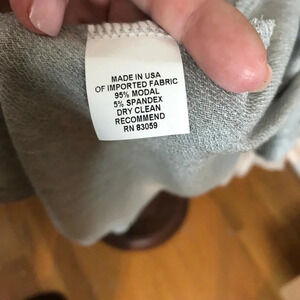 MADE IN USA
OF IMPORTED FABRIC
95% MODAL
5% SPANDEX
DRY CLEAN
RECOMMEND
RN 83059